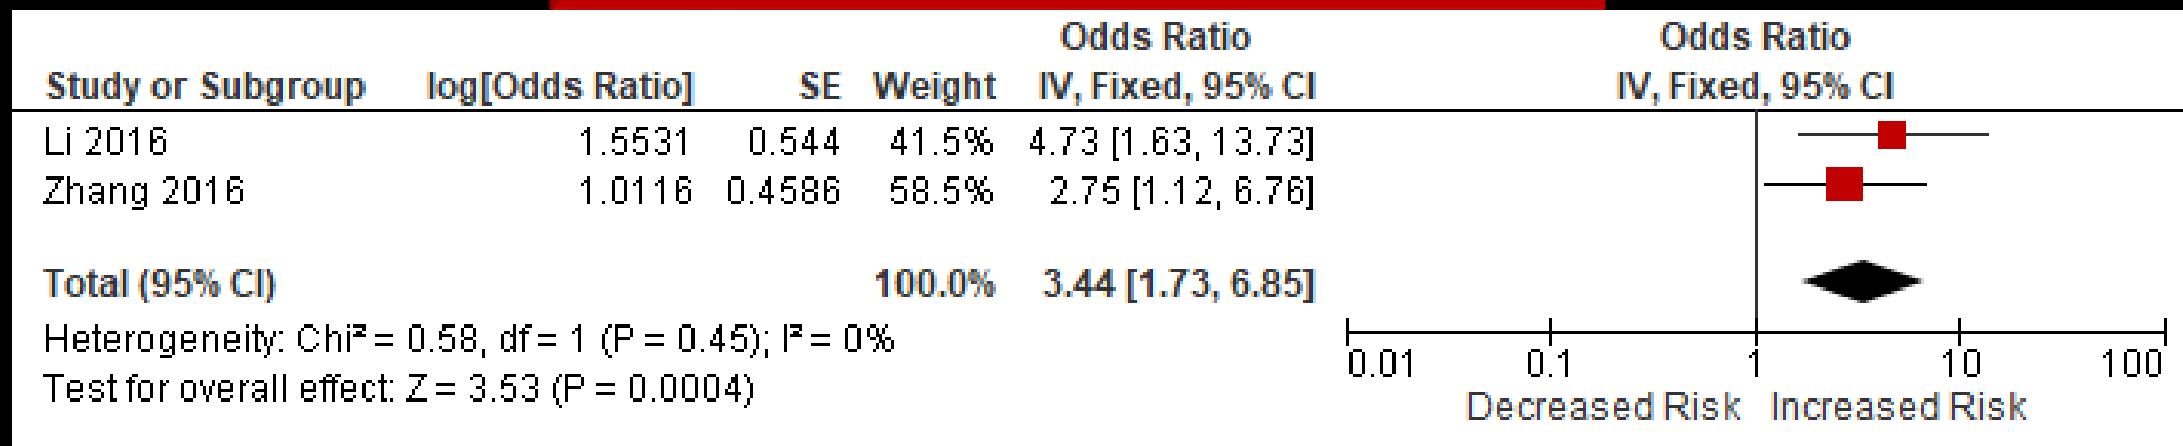 Odds Ratio Odds Ratio
Study or Subgroup log[Odds Ratio] SE Weight IV, Fixed, 95% CI IV, Fixed, 95% CI
Li 2016 1.5531 0.544 41.5% 4.73 [1.63, 13.73]
Zhang 2016 1.0116 0.4586 58.5% 2.75 [1.12, 6.76]
Total (95% CI) 100.0% 3.44 [1.73, 6.85]
Heterogeneity: Chi² = 0.58, df = 1 (P = 0.45); I² = 0%
0.01 0.1 1 10 100
Test for overall effect: Z = 3.53 (P = 0.0004)
Decreased Risk Increased Risk